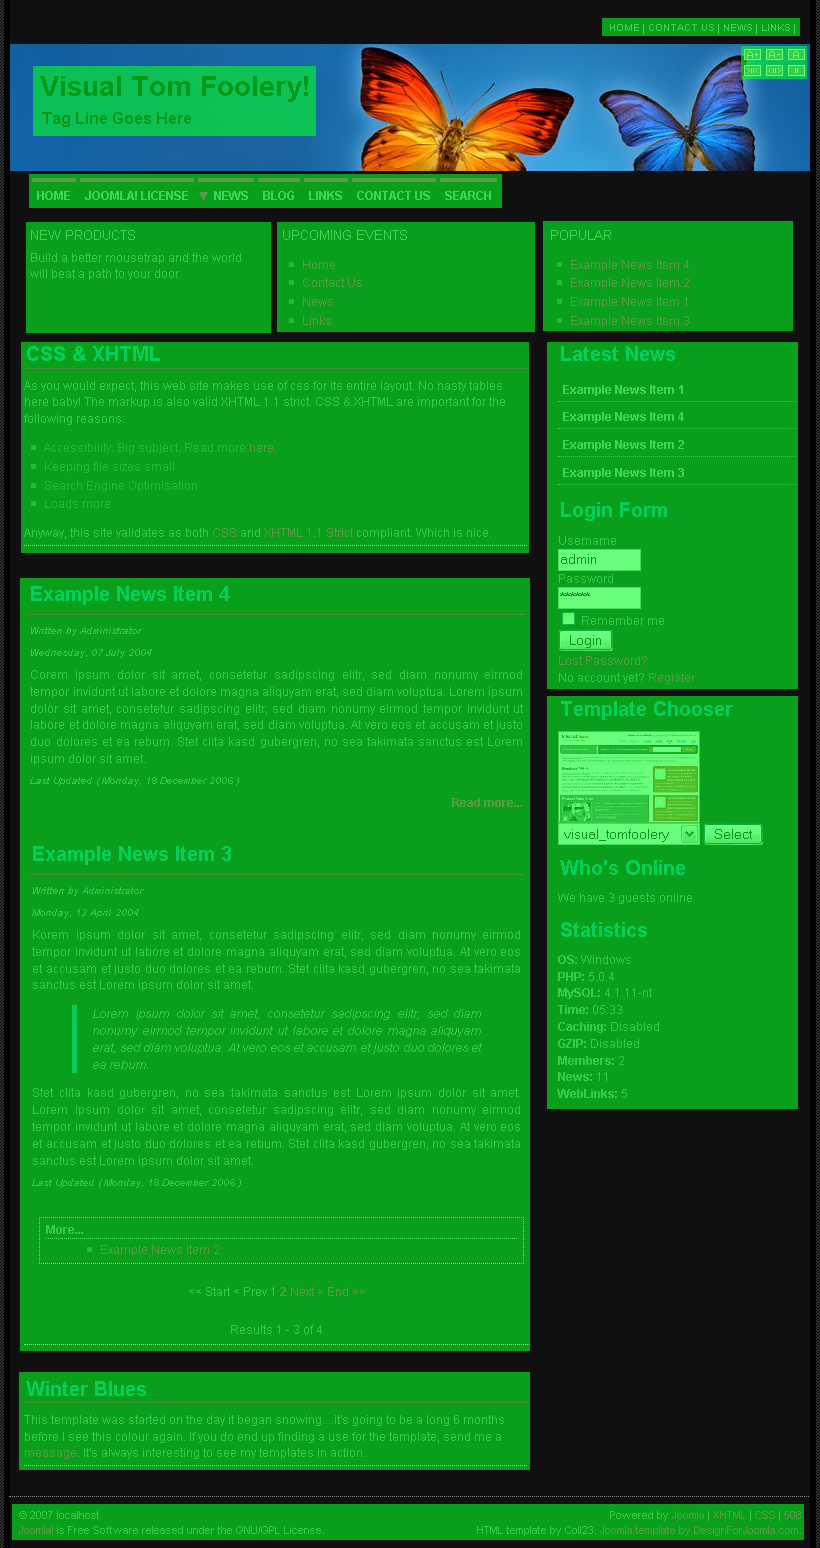 HOME | CONTACT US | NEWS | LINKS |
A+ A- A
Visual Tom Foolery!
Tag Line Goes Here
HOME JOOMLA! LICENSE NEWS BLOG LINKS CONTACT US SEARCH
NEW PRODUCTS
Build a better mousetrap and the world
will beat a path to your door.
UPCOMING EVENTS
Home
Contact Us
News
Links
POPULAR
Example News Item 4
Example News Item 2
Example News Item 1
Example News Item 3
CSS & XHTML
As you would expect, this web site makes use of css for its entire layout. No nasty tables
here baby! The markup is also valid XHTML 1.1 strict. CSS & XHTML are important for the
following reasons:
Accessibility. Big subject. Read more here.
Keeping file sizes small
Search Engine Optimisation
Loads more
Anyway, this site validates as both CSS and XHTML 1.1 Strict compliant. Which is nice.
Example News Item 4
Written by Administrator
Wednesday, 07 July 2004
Corem ipsum dolor sit amet, consetetur sadipscing elitr, sed diam nonumy eirmod
tempor invidunt ut labore et dolore magna aliquyam erat, sed diam voluptua. Lorem ipsum
dolor sit amet, consetetur sadipscing elitr, sed diam nonumy eirmod tempor invidunt ut
labore et dolore magna aliquyam erat, sed diam voluptua. At vero eos et accusam et justo
duo dolores et ea rebum. Stet clita kasd gubergren, no sea takimata sanctus est Lorem
ipsum dolor sit amet.
Last Updated ( Monday, 18 December 2006 )
Read more...
Example News Item 3
Written by Administrator
Monday, 12 April 2004
Korem ipsum dolor sit amet, consetetur sadipscing elitr, sed diam nonumy eirmod
tempor invidunt ut labore et dolore magna aliquyam erat, sed diam voluptua. At vero eos
et accusam et justo duo dolores et ea rebum. Stet clita kasd gubergren, no sea takimata
sanctus est Lorem ipsum dolor sit amet.
Lorem ipsum dolor sit amet, consetetur sadipscing elitr, sed diam
nonumy eirmod tempor invidunt ut labore et dolore magna aliquyam
erat, sed diam voluptua. At vero eos et accusam et justo duo dolores et
ea rebum.
Stet clita kasd gubergren, no sea takimata sanctus est Lorem ipsum dolor sit amet.
Lorem ipsum dolor sit amet, consetetur sadipscing elitr, sed diam nonumy eirmod
tempor invidunt ut labore et dolore magna aliquyam erat, sed diam voluptua. At vero eos
et accusam et justo duo dolores et ea rebum. Stet clita kasd gubergren, no sea takimata
sanctus est Lorem ipsum dolor sit amet.
Last Updated ( Monday, 18 December 2006 )
More...
Example News Item 2
<< Start < Prev 1 2 Next > End >>
Results 1 - 3 of 4
Winter Blues
This template was started on the day it began snowing....it's going to be a long 6 months
before I see this colour again. If you do end up finding a use for the template, send me a
message. It's always interesting to see my templates in action.
Latest News
Example News Item 1
Example News Item 4
Example News Item 2
Example News Item 3
Login Form
Username
admin
Password
*******
Remember me
Login
Lost Password?
No account yet? Register
Template Chooser
visual_tomfoolery Select
Who's Online
We have 3 guests online
Statistics
OS: Windows
PHP: 5.0.4
MySQL: 4.1.11-nt
Time: 05:33
Caching: Disabled
GZIP: Disabled
Members: 2
News: 11
WebLinks: 5
© 2007 localhost
Joomla! is Free Software released under the GNU/GPL License.
Powered by Joomla | XHTML | CSS | 508
HTML template by Coll23. Joomla template by DesignForJoomla.com.